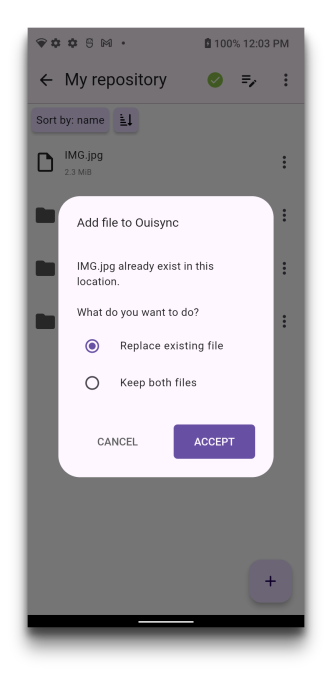 100% 12:03 PM
My repository
Sort by: name
IMG.jpg
2.3 MiB
Add file to Ouisync
IMG.jpg already exist in this
location.
What do you want to do?
Replace existing file
Keep both files
CANCEL
ACCEPT